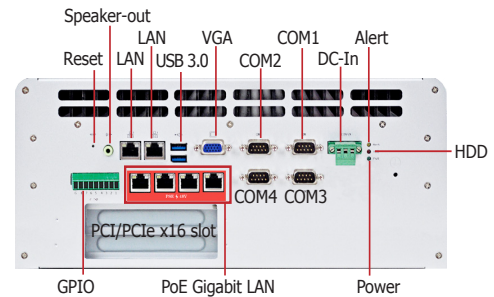 Speaker-out
LAN
VGA
COM1
Alert
Reset
LAN
USB 3.0
COM2
DC-In
HDD
COM4
COM3
PCI/PCIe x16 slot
GPIO
PoE Gigabit LAN
Power